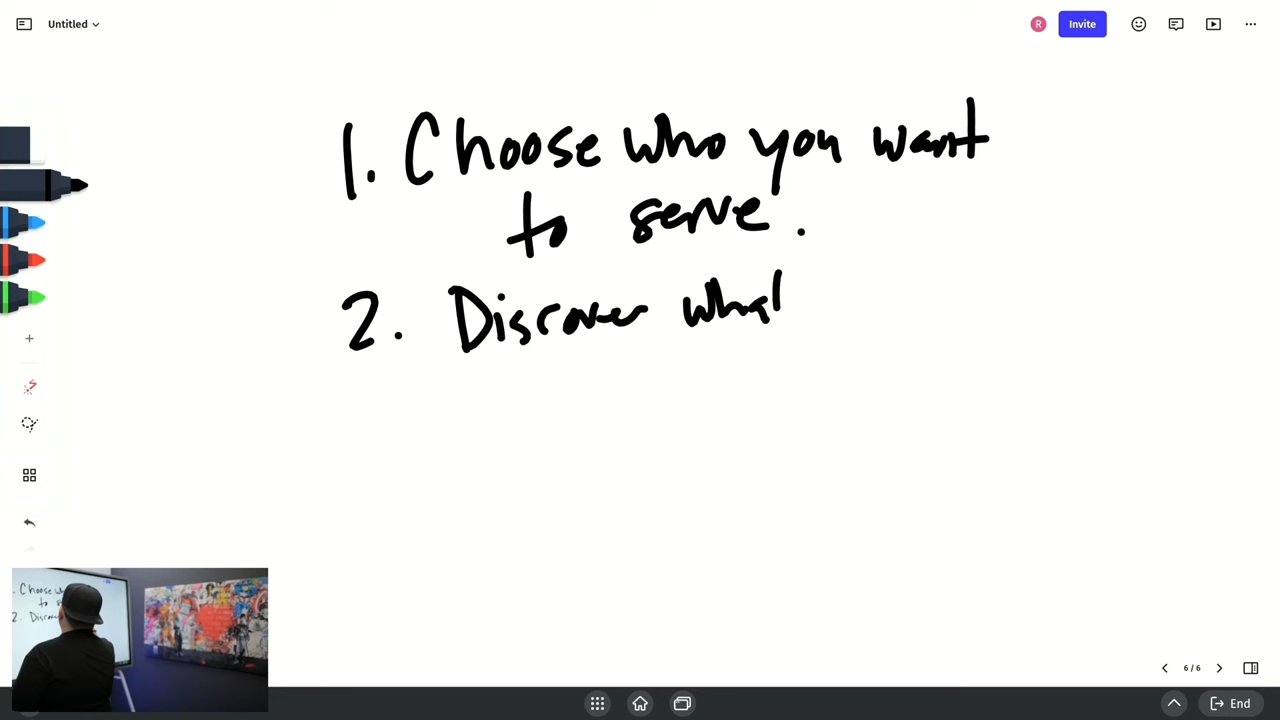 Untitled
R
Invite
1. Choose who you want
to serve.
2. Discover what
6 / 6
End